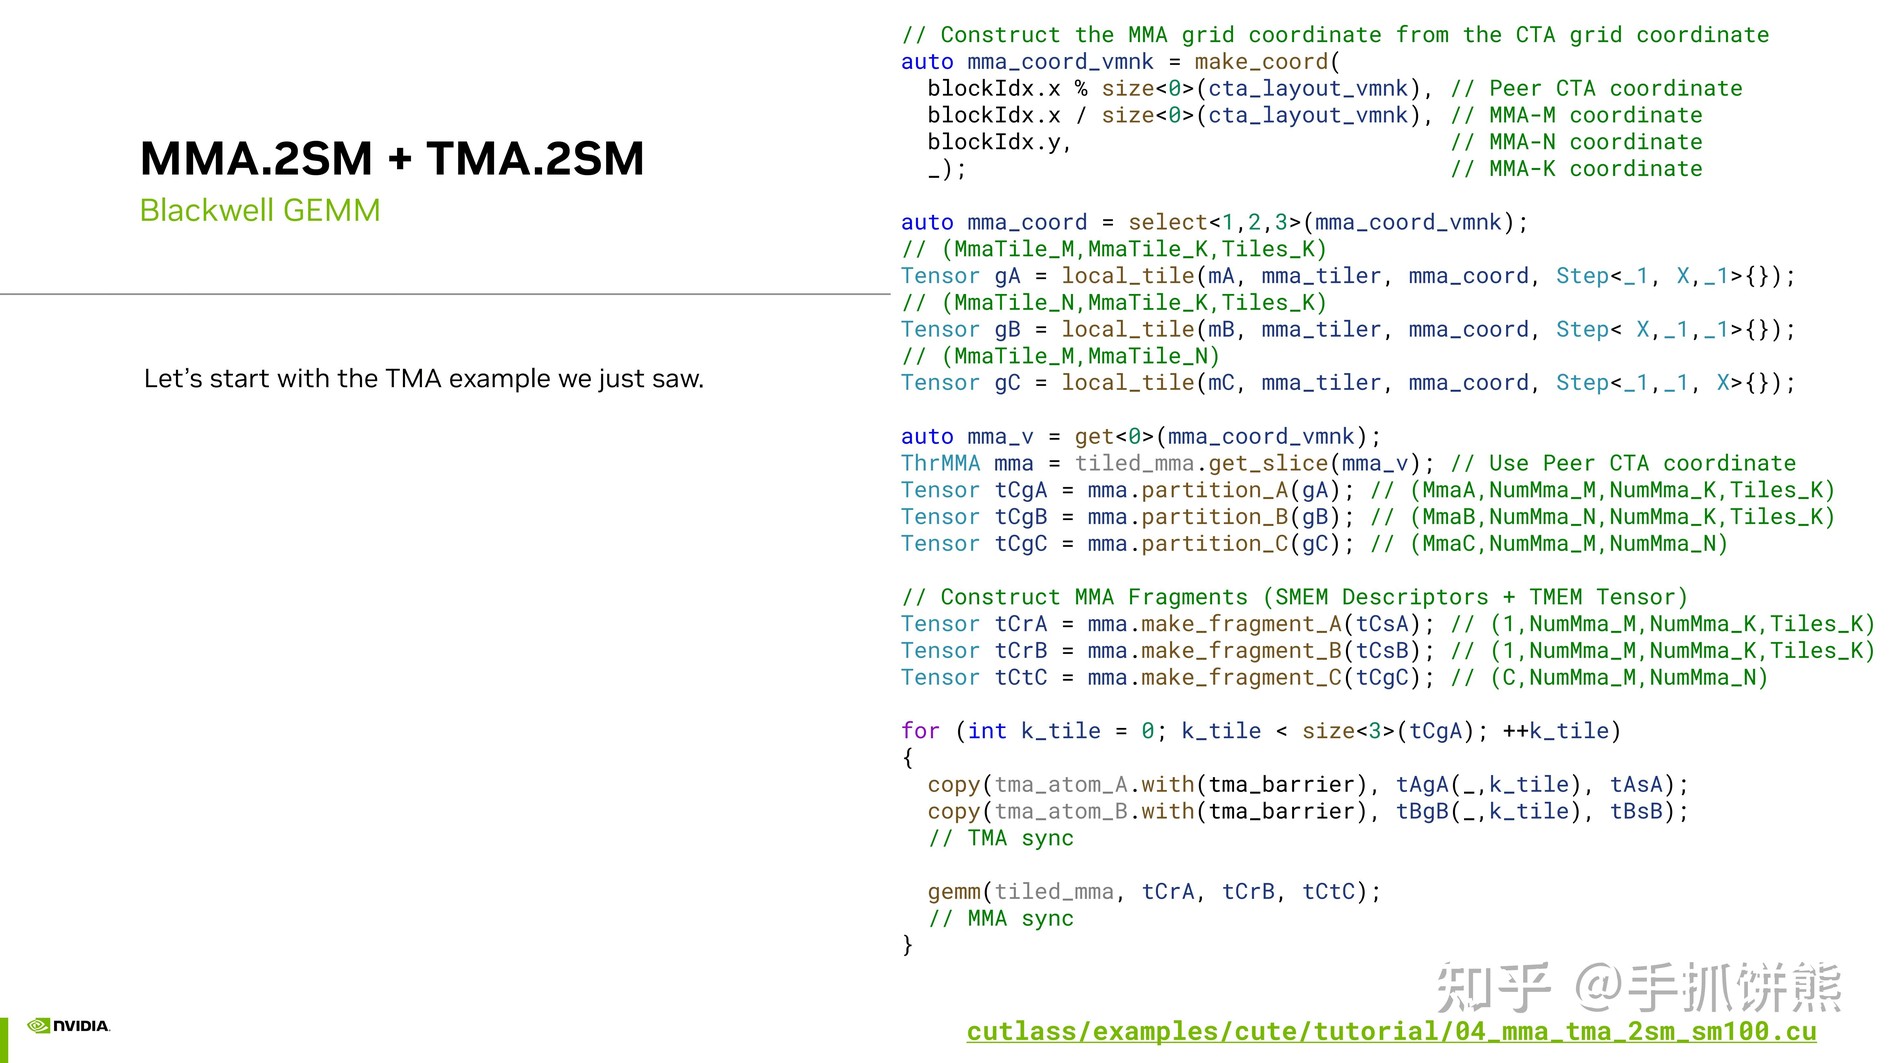 MMA.2SM + TMA.2SM
Blackwell GEMM
Let’s start with the TMA example we just saw.
// Construct the MMA grid coordinate from the CTA grid coordinate
auto mma_coord_vmnk = make_coord(
  blockIdx.x % size<0>(cta_layout_vmnk), // Peer CTA coordinate
  blockIdx.x / size<0>(cta_layout_vmnk), // MMA-M coordinate
  blockIdx.y,                            // MMA-N coordinate
  _);                                    // MMA-K coordinate
auto mma_coord = select<1,2,3>(mma_coord_vmnk);
// (MmaTile_M,MmaTile_K,Tiles_K)
Tensor gA = local_tile(mA, mma_tiler, mma_coord, Step<_1, X,_1>{});
// (MmaTile_N,MmaTile_K,Tiles_K)
Tensor gB = local_tile(mB, mma_tiler, mma_coord, Step< X,_1,_1>{});
// (MmaTile_M,MmaTile_N)
Tensor gC = local_tile(mC, mma_tiler, mma_coord, Step<_1,_1, X>{});
auto mma_v = get<0>(mma_coord_vmnk);
ThrMMA mma = tiled_mma.get_slice(mma_v); // Use Peer CTA coordinate
Tensor tCgA = mma.partition_A(gA); // (MmaA,NumMma_M,NumMma_K,Tiles_K)
Tensor tCgB = mma.partition_B(gB); // (MmaB,NumMma_N,NumMma_K,Tiles_K)
Tensor tCgC = mma.partition_C(gC); // (MmaC,NumMma_M,NumMma_N)
// Construct MMA Fragments (SMEM Descriptors + TMEM Tensor)
Tensor tCrA = mma.make_fragment_A(tCsA); // (1,NumMma_M,NumMma_K,Tiles_K)
Tensor tCrB = mma.make_fragment_B(tCsB); // (1,NumMma_M,NumMma_K,Tiles_K)
Tensor tCtC = mma.make_fragment_C(tCgC); // (C,NumMma_M,NumMma_N)
for (int k_tile = 0; k_tile < size<3>(tCgA); ++k_tile)
{
  copy(tma_atom_A.with(tma_barrier), tAgA(_,k_tile), tAsA);
  copy(tma_atom_B.with(tma_barrier), tBgB(_,k_tile), tBsB);
  // TMA sync
  gemm(tiled_mma, tCrA, tCrB, tCtC);
  // MMA sync
}
知乎 @手抓饼熊
NVIDIA.
cutlass/examples/cute/tutorial/04_mma_tma_2sm_sm100.cu